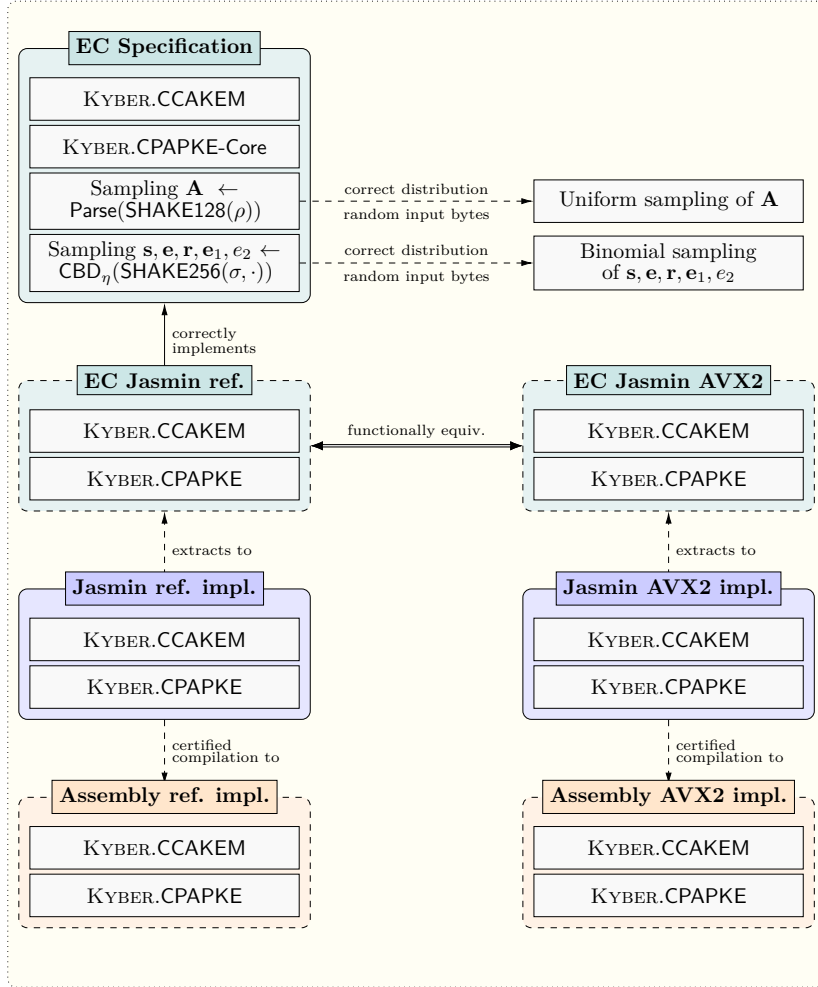 EC Specification
KYBER.CCAKEM
KYBER.CPAPKE-Core
Sampling A ←
Parse(SHAKE128(ρ))
correct distribution
random input bytes
Uniform sampling of A
Sampling s, e, r, e₁, e₂ ←
CBDη(SHAKE256(σ, ·))
correct distribution
random input bytes
Binomial sampling
of s, e, r, e₁, e₂
correctly
implements
EC Jasmin ref.
KYBER.CCAKEM
KYBER.CPAPKE
functionally equiv.
EC Jasmin AVX2
KYBER.CCAKEM
KYBER.CPAPKE
extracts to
extracts to
Jasmin ref. impl.
KYBER.CCAKEM
KYBER.CPAPKE
Jasmin AVX2 impl.
KYBER.CCAKEM
KYBER.CPAPKE
certified
compilation to
certified
compilation to
Assembly ref. impl.
KYBER.CCAKEM
KYBER.CPAPKE
Assembly AVX2 impl.
KYBER.CCAKEM
KYBER.CPAPKE